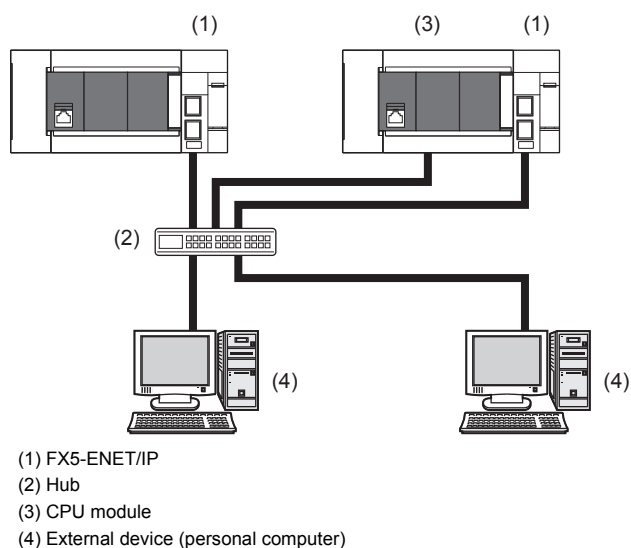 (1) (3) (1)
(2)
(4) (4)
(1) FX5-ENET/IP
(2) Hub
(3) CPU module
(4) External device (personal computer)